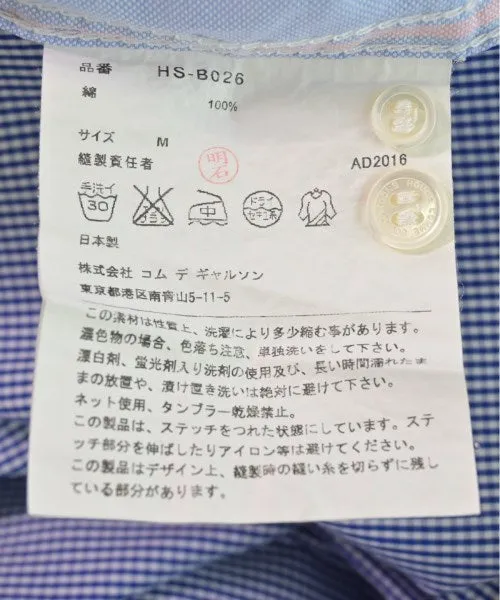 品番 HS-B026
綿 100%
サイズ M
縫製責任者 明石 AD2016
手洗イ 30 中 ドライ セキユ系
日本製
株式会社 コム デ ギャルソン
東京都港区南青山5-11-5
この素材は性質上、洗濯により多少縮む事があります。
濃色物の場合、色落ち注意、単独洗いをして下さい。
漂白剤、蛍光剤入り洗剤の使用及び、長い時間濡れたま
まの放置や、漬け置き洗いは絶対に避けて下さい。
ネット使用、タンブラー乾燥禁止。
この製品は、ステッチをつれた状態にしています。ステ
ッチ部分を伸ばしたりアイロン等は避けてください。
この製品はデザイン上、縫製時の縫い糸を切らずに残し
ている部分があります。